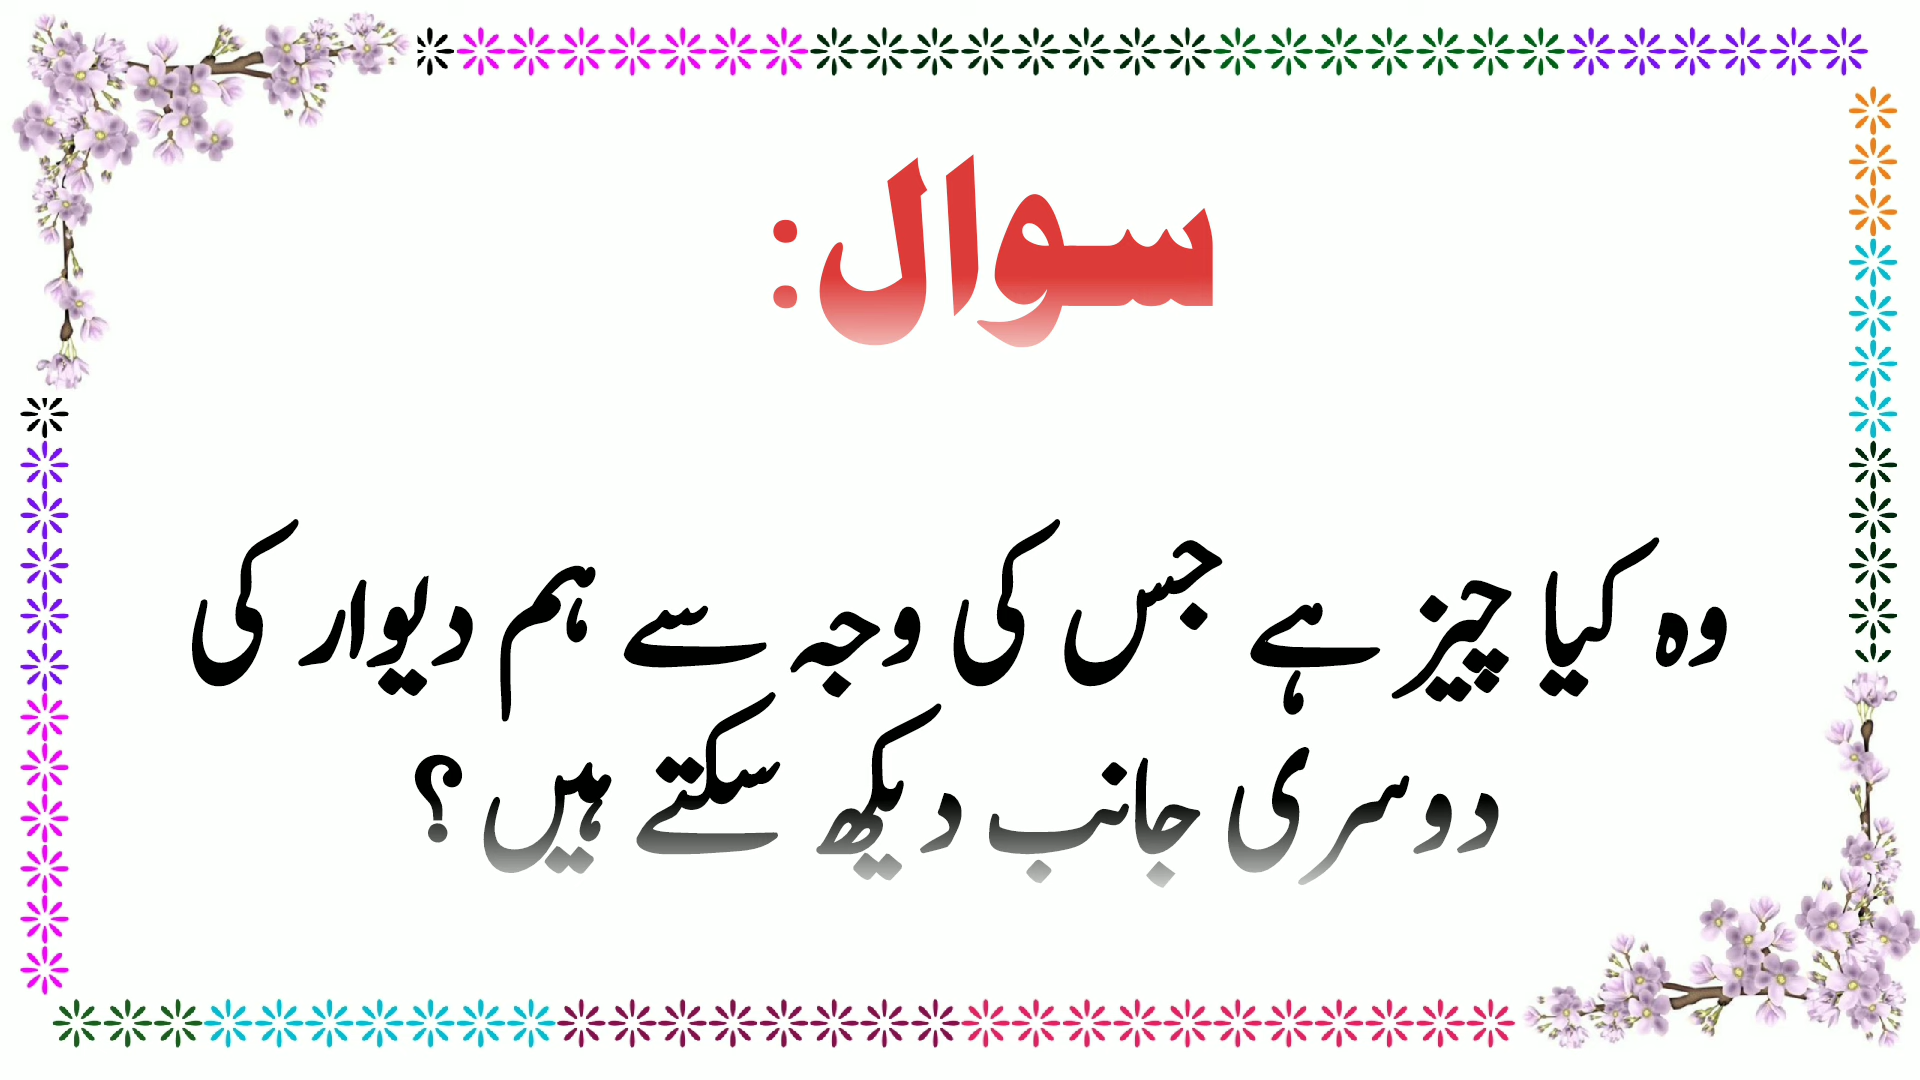 سوال:
وہ کیا چیز ہے جس کی وجہ سے ہم دیوار کی
دوسری جانب دیکھ سکتے ہیں؟